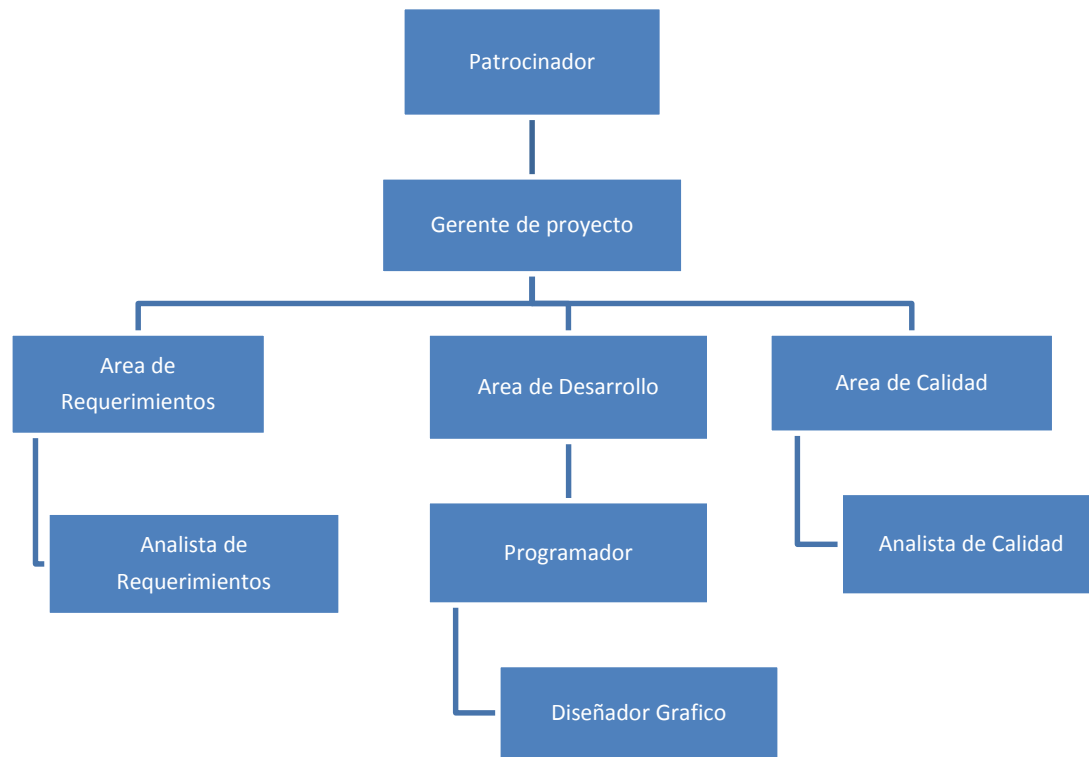 Patrocinador
Gerente de proyecto
Area de
Requerimientos
Area de Desarrollo
Area de Calidad
Analista de
Requerimientos
Programador
Analista de Calidad
Diseñador Grafico